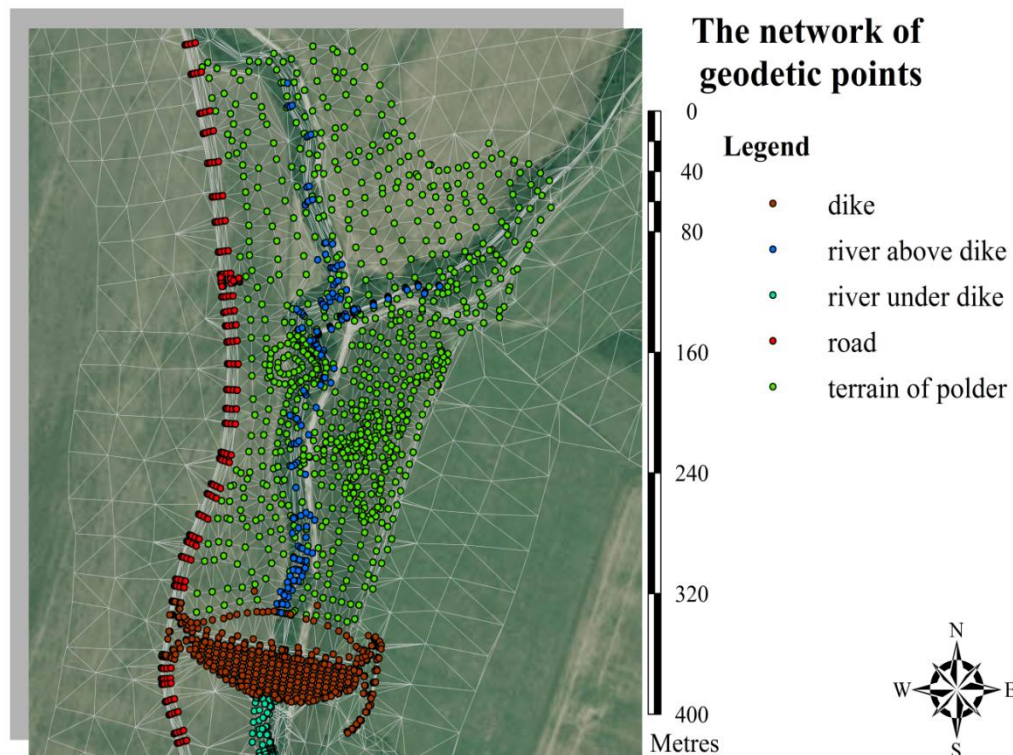 The network of
geodetic points
Legend
dike
river above dike
river under dike
road
terrain of polder
0
40
80
160
240
320
400
Metres
N
W
E
S